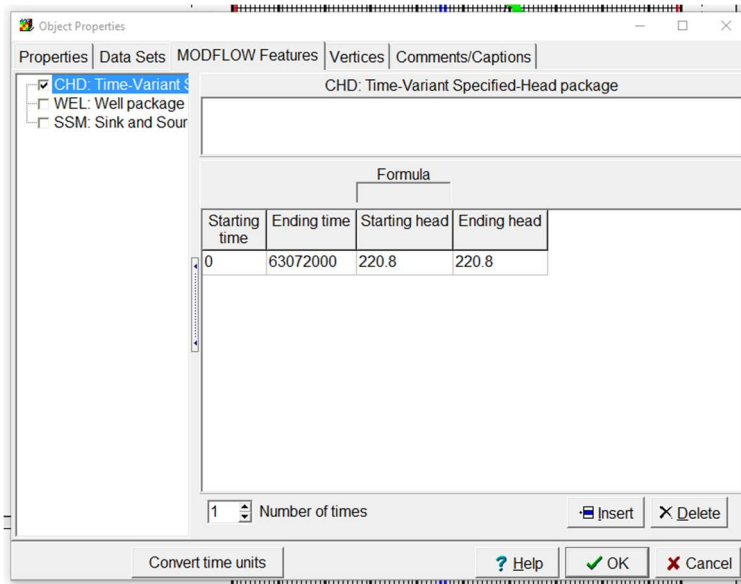 Object Properties
Properties Data Sets MODFLOW Features Vertices Comments/Captions
CHD: Time-Variant S
WEL: Well package
SSM: Sink and Sour
CHD: Time-Variant Specified-Head package
Formula
Starting time Ending time Starting head Ending head
0 63072000 220.8 220.8
1 Number of times Insert Delete
Convert time units ? Help OK Cancel